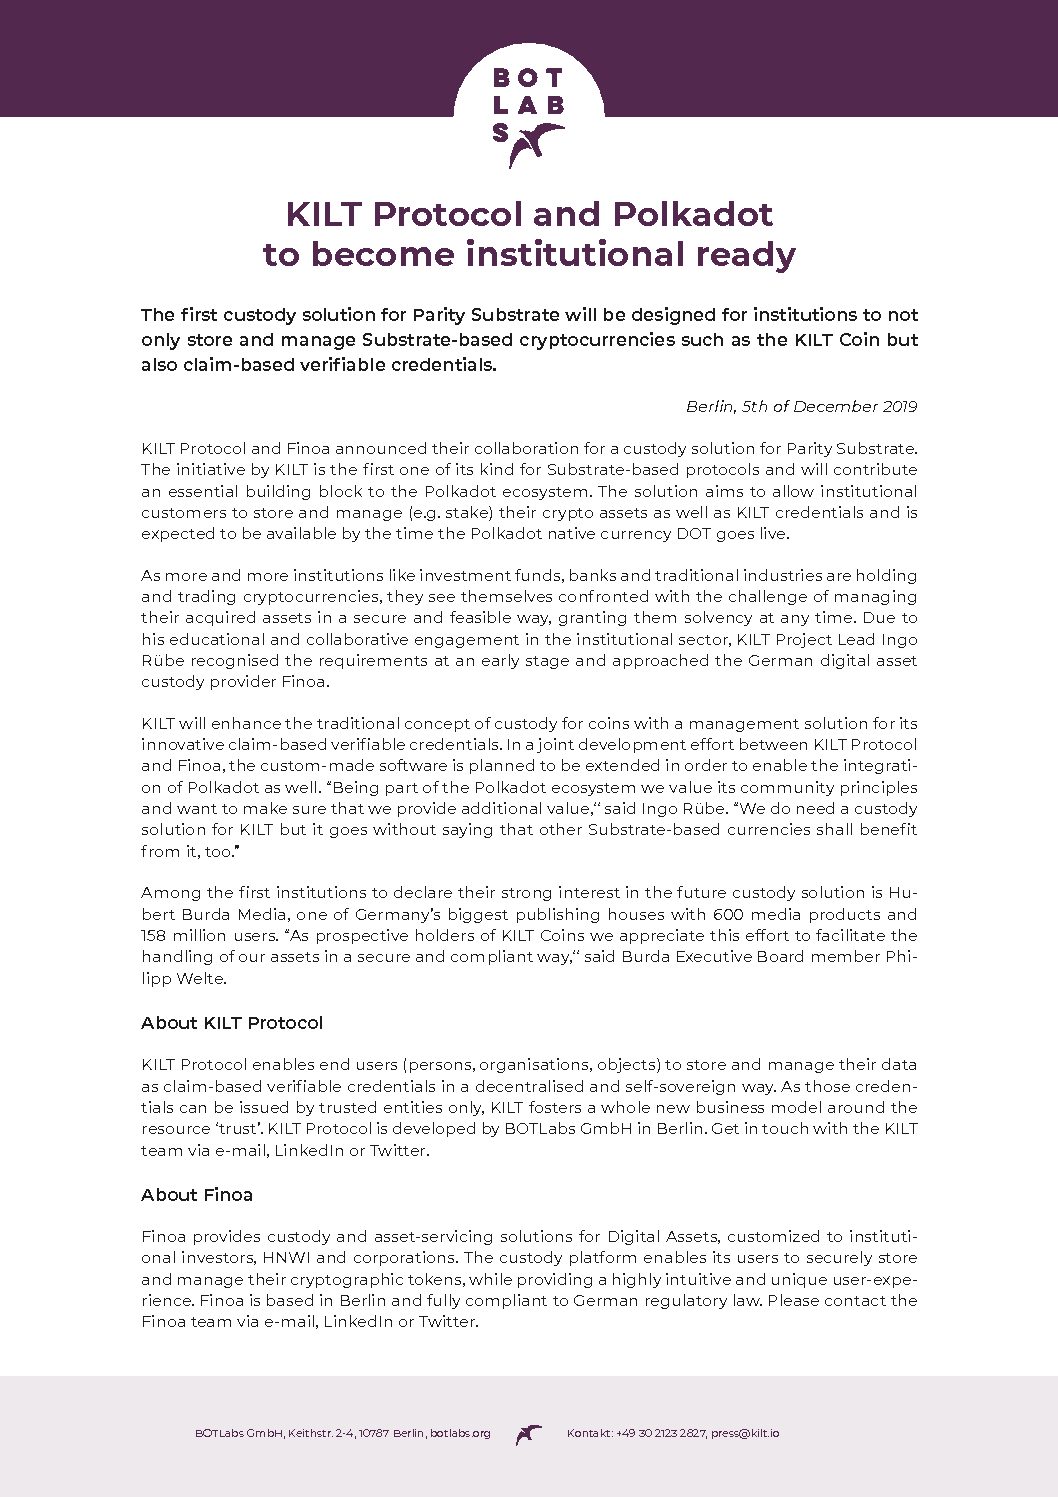 BOT
LAB
S
KILT Protocol and Polkadot
to become institutional ready
The first custody solution for Parity Substrate will be designed for institutions to not
only store and manage Substrate-based cryptocurrencies such as the KILT Coin but
also claim-based verifiable credentials.
Berlin, 5th of December 2019
KILT Protocol and Finoa announced their collaboration for a custody solution for Parity Substrate.
The initiative by KILT is the first one of its kind for Substrate-based protocols and will contribute
an essential building block to the Polkadot ecosystem. The solution aims to allow institutional
customers to store and manage (e.g. stake) their crypto assets as well as KILT credentials and is
expected to be available by the time the Polkadot native currency DOT goes live.
As more and more institutions like investment funds, banks and traditional industries are holding
and trading cryptocurrencies, they see themselves confronted with the challenge of managing
their acquired assets in a secure and feasible way, granting them solvency at any time. Due to
his educational and collaborative engagement in the institutional sector, KILT Project Lead Ingo
Rübe recognised the requirements at an early stage and approached the German digital asset
custody provider Finoa.
KILT will enhance the traditional concept of custody for coins with a management solution for its
innovative claim-based verifiable credentials. In a joint development effort between KILT Protocol
and Finoa, the custom-made software is planned to be extended in order to enable the integrati-
on of Polkadot as well. “Being part of the Polkadot ecosystem we value its community principles
and want to make sure that we provide additional value,“ said Ingo Rübe. “We do need a custody
solution for KILT but it goes without saying that other Substrate-based currencies shall benefit
from it, too.”
Among the first institutions to declare their strong interest in the future custody solution is Hu-
bert Burda Media, one of Germany’s biggest publishing houses with 600 media products and
158 million users. “As prospective holders of KILT Coins we appreciate this effort to facilitate the
handling of our assets in a secure and compliant way,“ said Burda Executive Board member Phi-
lipp Welte.
About KILT Protocol
KILT Protocol enables end users (persons, organisations, objects) to store and manage their data
as claim-based verifiable credentials in a decentralised and self-sovereign way. As those creden-
tials can be issued by trusted entities only, KILT fosters a whole new business model around the
resource ‘trust’. KILT Protocol is developed by BOTLabs GmbH in Berlin. Get in touch with the KILT
team via e-mail, LinkedIn or Twitter.
About Finoa
Finoa provides custody and asset-servicing solutions for Digital Assets, customized to instituti-
onal investors, HNWI and corporations. The custody platform enables its users to securely store
and manage their cryptographic tokens, while providing a highly intuitive and unique user-expe-
rience. Finoa is based in Berlin and fully compliant to German regulatory law. Please contact the
Finoa team via e-mail, LinkedIn or Twitter.
BOTLabs GmbH, Keithstr. 2-4, 10787 Berlin, botlabs.org
Kontakt: +49 30 2123 2827, press@kilt.io